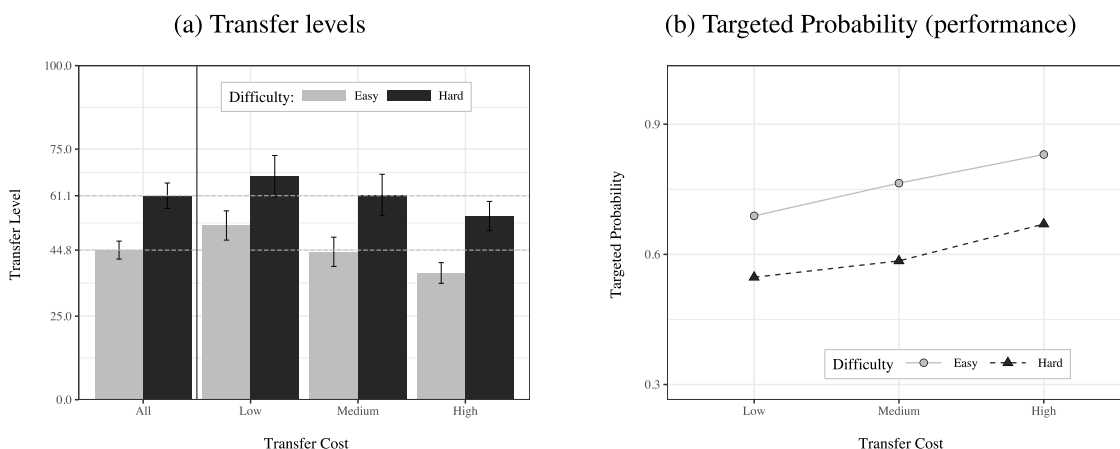 (a) Transfer levels
Transfer Level
100.0
75.0
61.1
44.8
25.0
0.0
Difficulty: Easy Hard
All Low Medium High
Transfer Cost
(b) Targeted Probability (performance)
Targeted Probability
0.9
0.6
0.3
Difficulty Easy Hard
Low Medium High
Transfer Cost